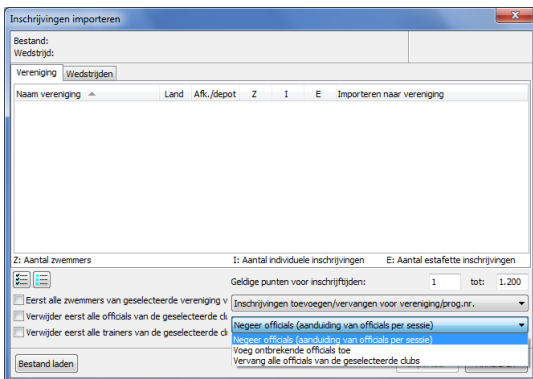 Inschrijvingen importeren
Bestand:
Wedstrijd:
Vereniging Wedstrijden
Naam vereniging Land Afk./depot Z I E Importeren naar vereniging
Z: Aantal zwemmers I: Aantal individuele inschrijvingen E: Aantal estafette inschrijvingen
Geldige punten voor inschrijftijden: 1 tot: 1.200
Eerst alle zwemmers van geselecteerde vereniging v Inschrijvingen toevoegen/vervangen voor vereniging/prog.nr.
Verwijder eerst alle officials van de geselecteerde clu Negeer officials (aanduiding van officials per sessie)
Negeer officials (aanduiding van officials per sessie)
Verwijder eerst alle trainers van de geselecteerde clu Voeg ontbrekende officials toe
Vervang alle officials van de geselecteerde clubs
Bestand laden